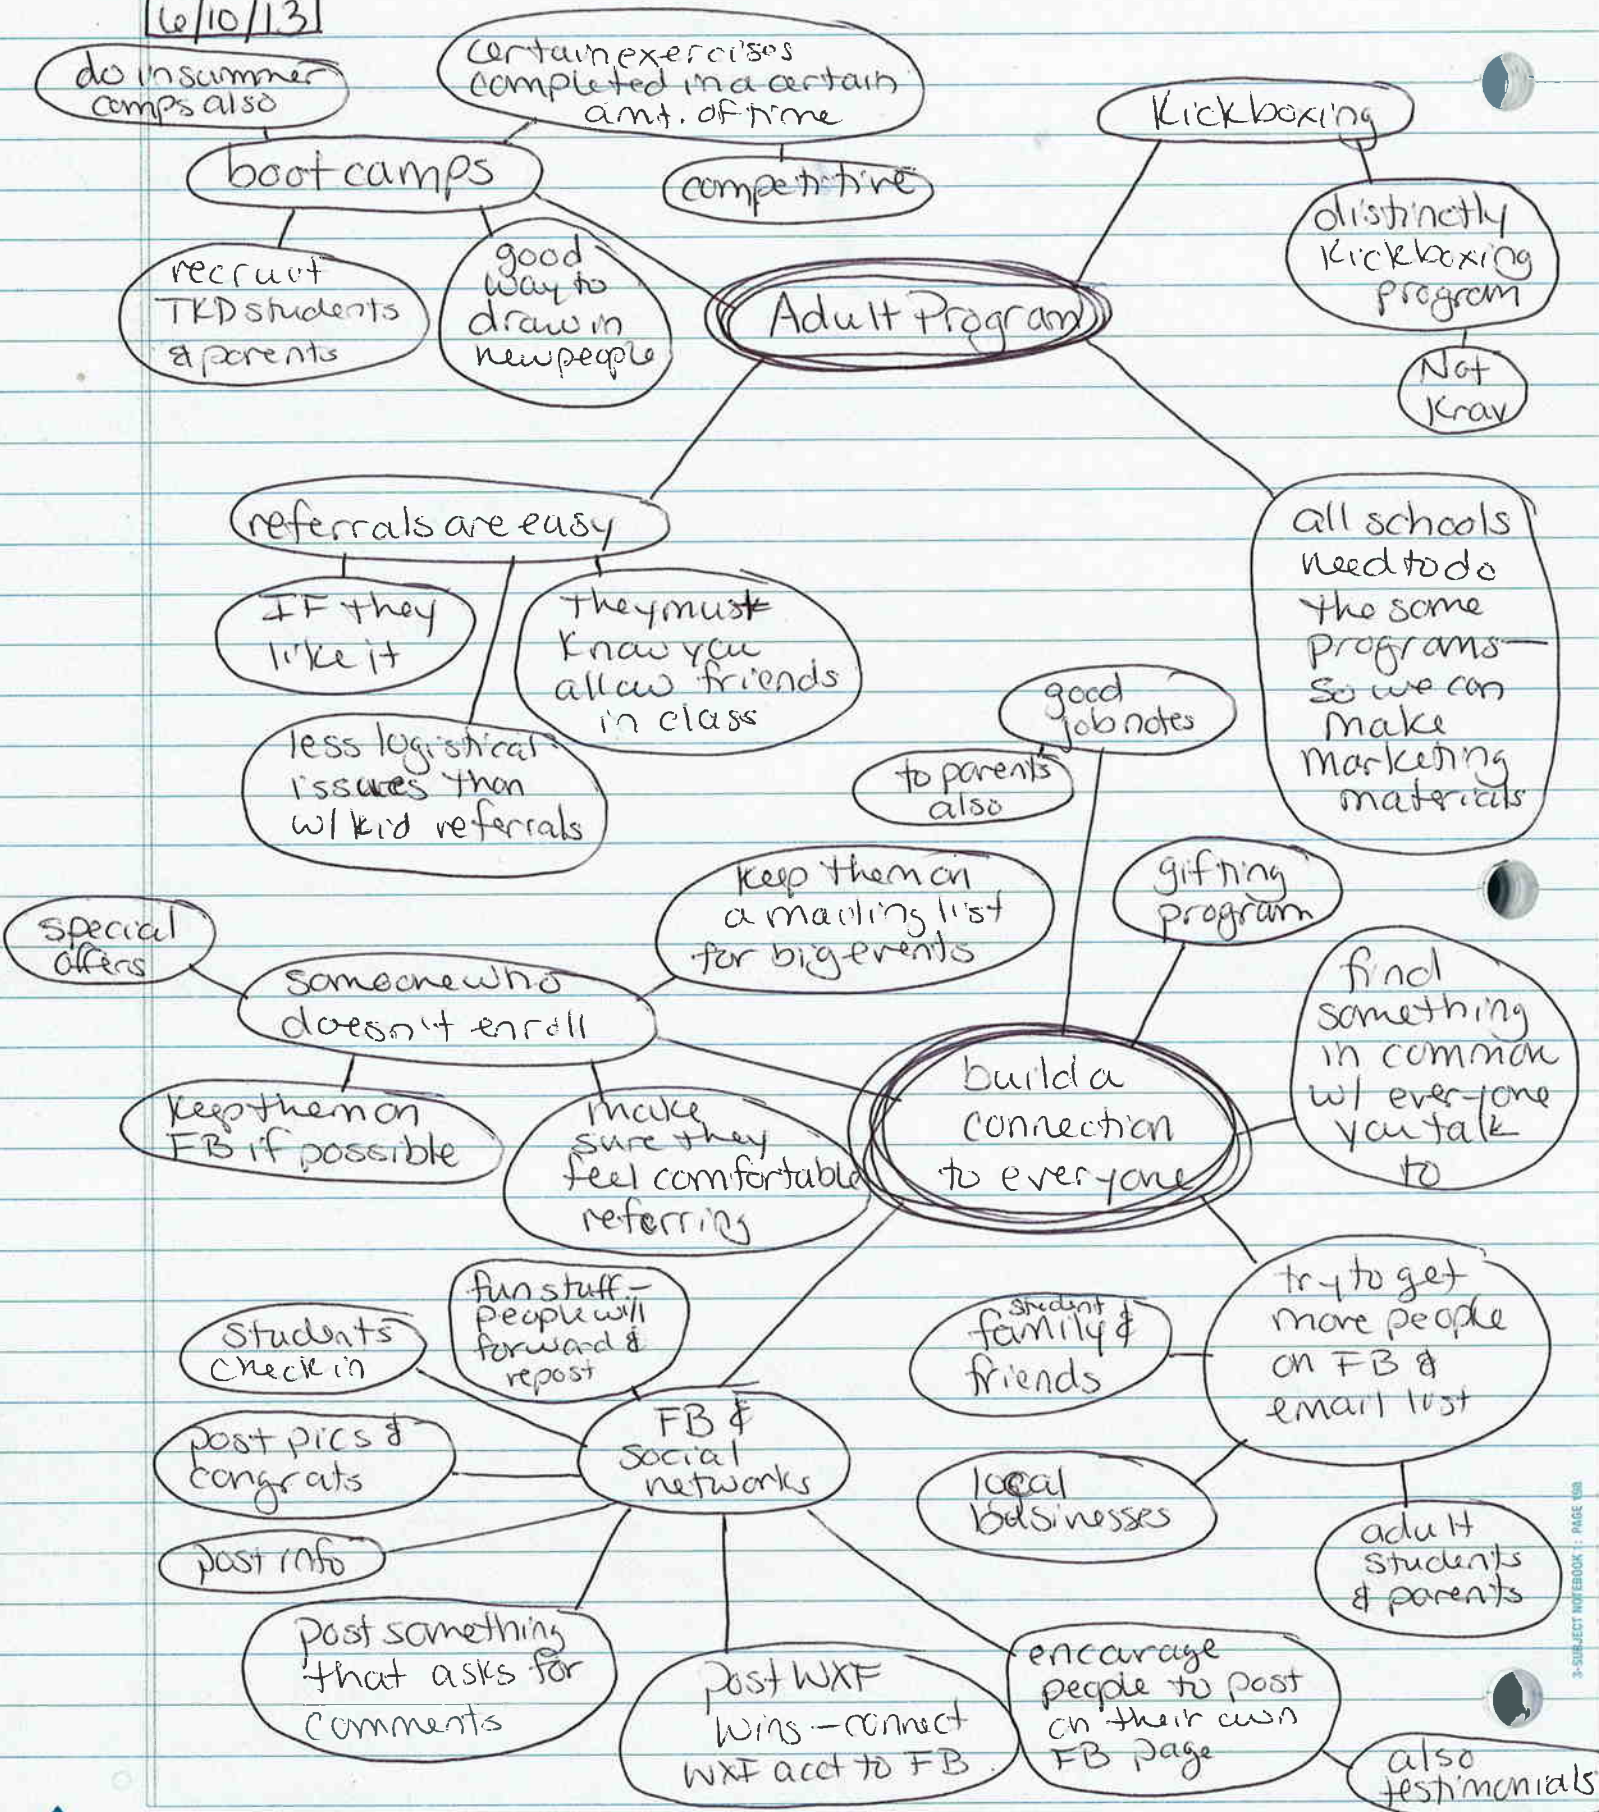 6/10/13
do in summer
camps also
certain exercises
completed in a certain
amt. of time
competitive
boot camps
recruit
TKD students
& parents
good
way to
draw in
new people
Kickboxing
distinctly
Kickboxing
program
Not
Krav
Adult Program
referrals are easy
IF they
like it
they must
know you
allow friends
in class
less logistical
issues than
w/ kid referrals
all schools
need to do
the same
programs—
so we can
make
marketing
materials
good
job notes
to parents
also
gifting
program
keep them on
a mailing list
for big events
special
offers
someone who
doesn't enroll
keep them on
FB if possible
make
sure they
feel comfortable
referring
build a
connection
to everyone
find
something
in common
w/ everyone
you talk
to
try to get
more people
on FB &
email list
student
family &
friends
local
businesses
adult
students
& parents
fun stuff—
people will
forward &
repost
students
check in
FB &
social
networks
post pics &
congrats
post info
post something
that asks for
comments
post WXF
wins - connect
WXF acct to FB
encourage
people to post
on their own
FB page
also
testimonials
3-SUBJECT NOTEBOOK : PAGE 158